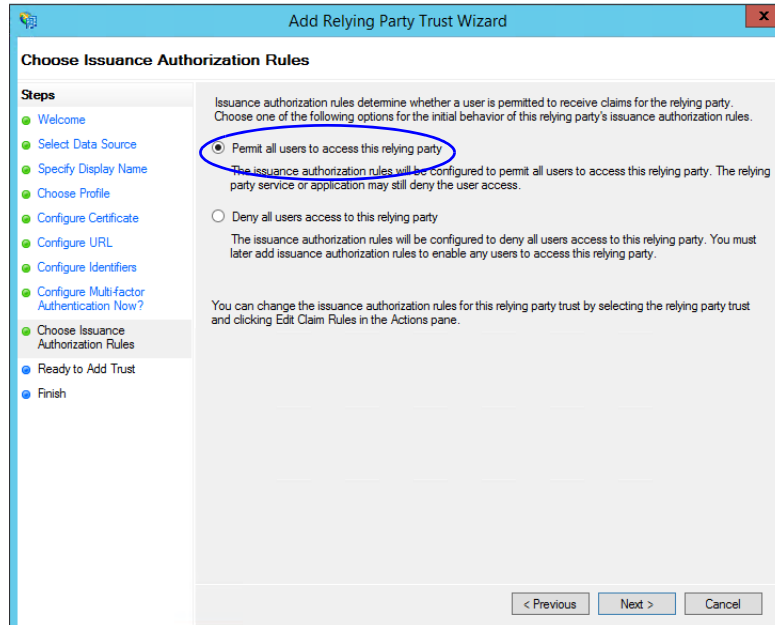 Add Relying Party Trust Wizard
x
Choose Issuance Authorization Rules
Steps
Welcome
Select Data Source
Specify Display Name
Choose Profile
Configure Certificate
Configure URL
Configure Identifiers
Configure Multi-factor
Authentication Now?
Choose Issuance
Authorization Rules
Ready to Add Trust
Finish
Issuance authorization rules determine whether a user is permitted to receive claims for the relying party.
Choose one of the following options for the initial behavior of this relying party's issuance authorization rules.
Permit all users to access this relying party
The issuance authorization rules will be configured to permit all users to access this relying party. The relying
party service or application may still deny the user access.
Deny all users access to this relying party
The issuance authorization rules will be configured to deny all users access to this relying party. You must
later add issuance authorization rules to enable any users to access this relying party.
You can change the issuance authorization rules for this relying party trust by selecting the relying party trust
and clicking Edit Claim Rules in the Actions pane.
< Previous
Next >
Cancel